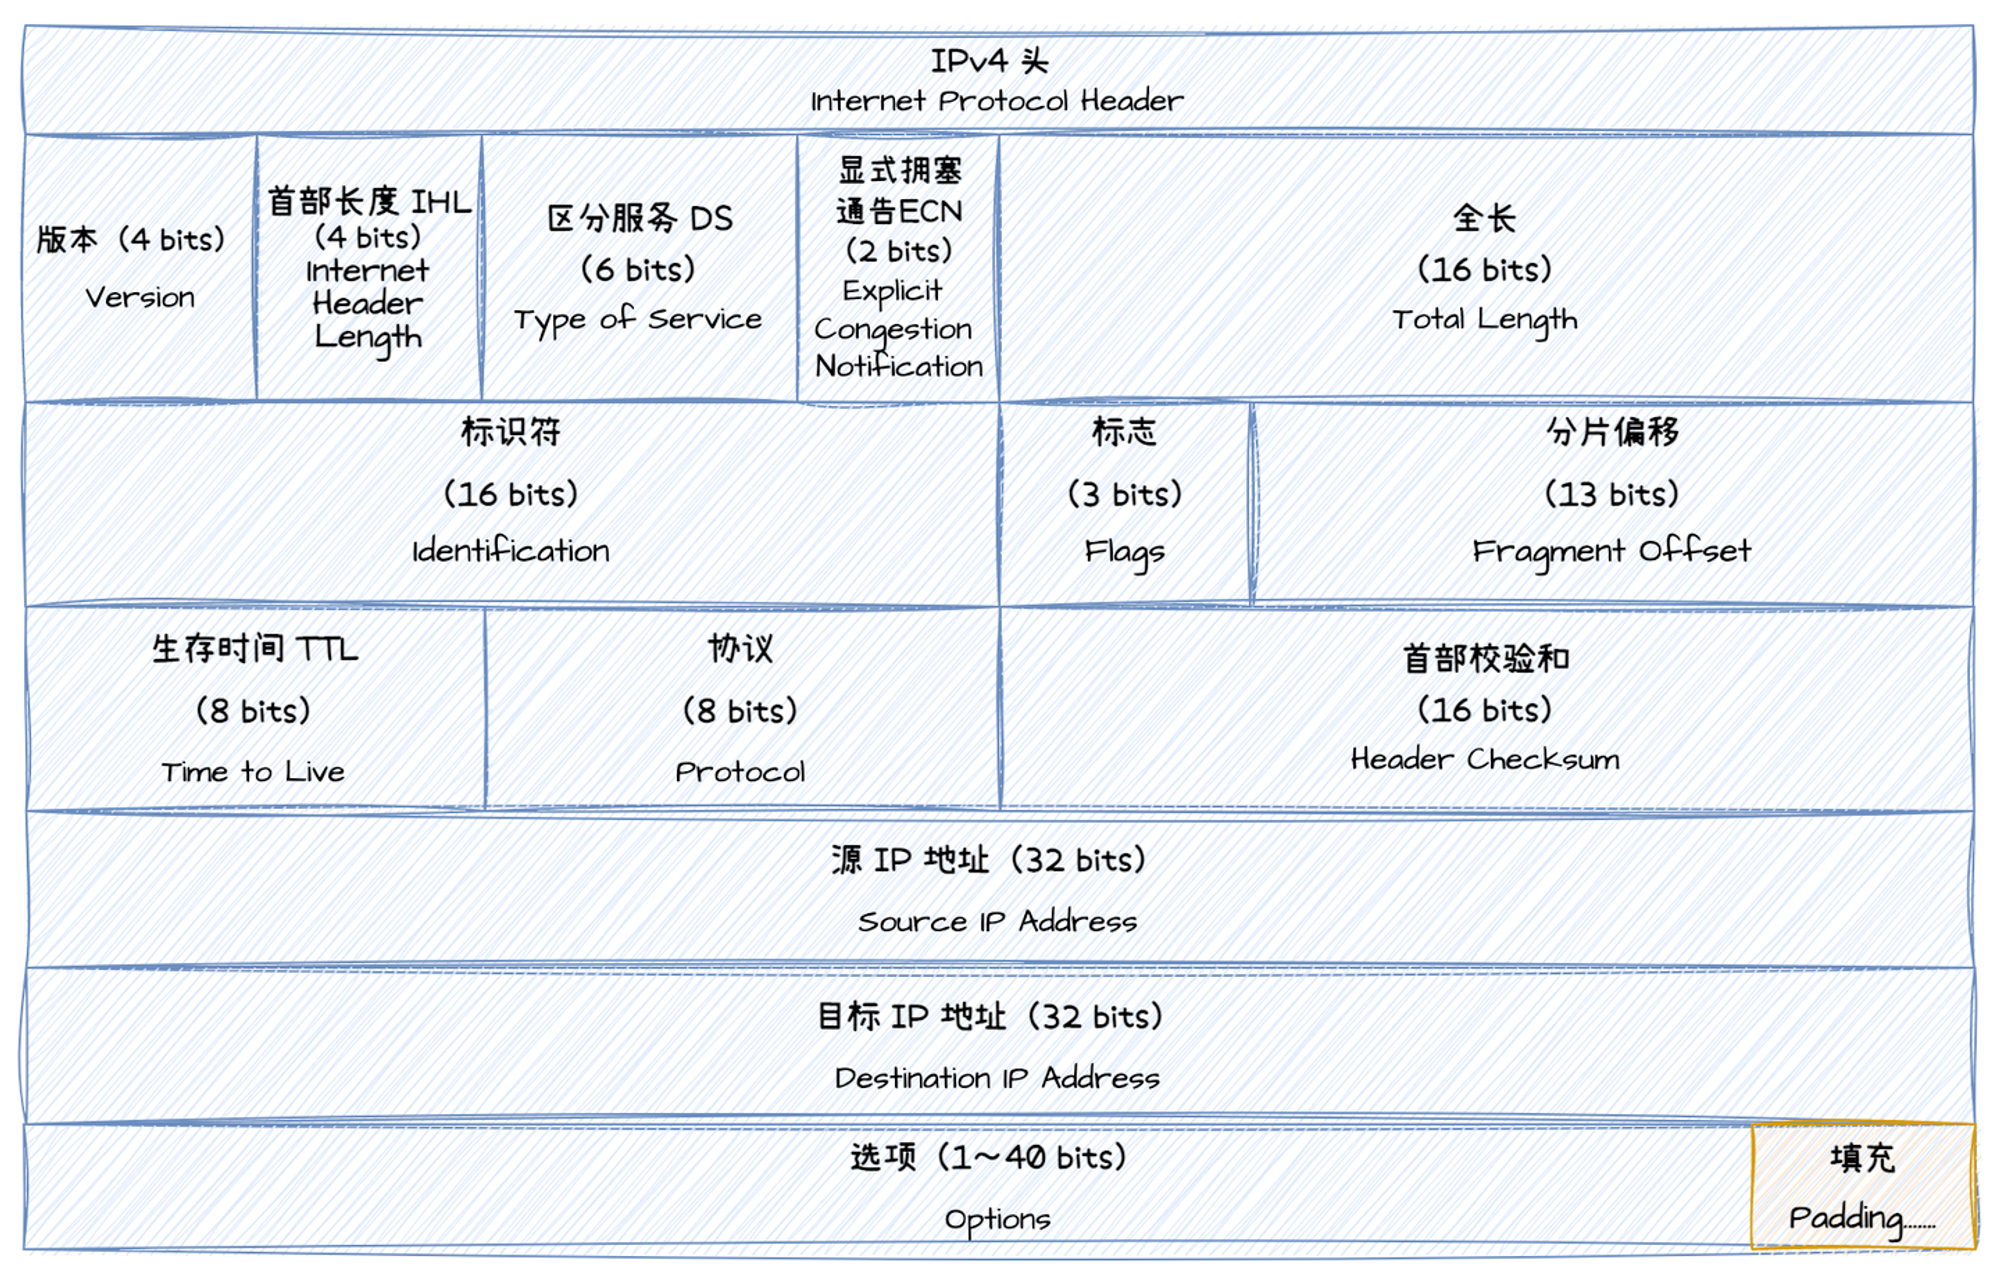 IPv4 头
Internet Protocol Header
版本（4 bits）
Version
首部长度 IHL
（4 bits）
Internet
Header
Length
区分服务 DS
（6 bits）
Type of Service
显式拥塞
通告ECN
（2 bits）
Explicit
Congestion
Notification
全长
（16 bits）
Total Length
标识符
（16 bits）
Identification
标志
（3 bits）
Flags
分片偏移
（13 bits）
Fragment Offset
生存时间 TTL
（8 bits）
Time to Live
协议
（8 bits）
Protocol
首部校验和
（16 bits）
Header Checksum
源 IP 地址（32 bits）
Source IP Address
目标 IP 地址（32 bits）
Destination IP Address
选项（1～40 bits）
Options
填充
Padding.......